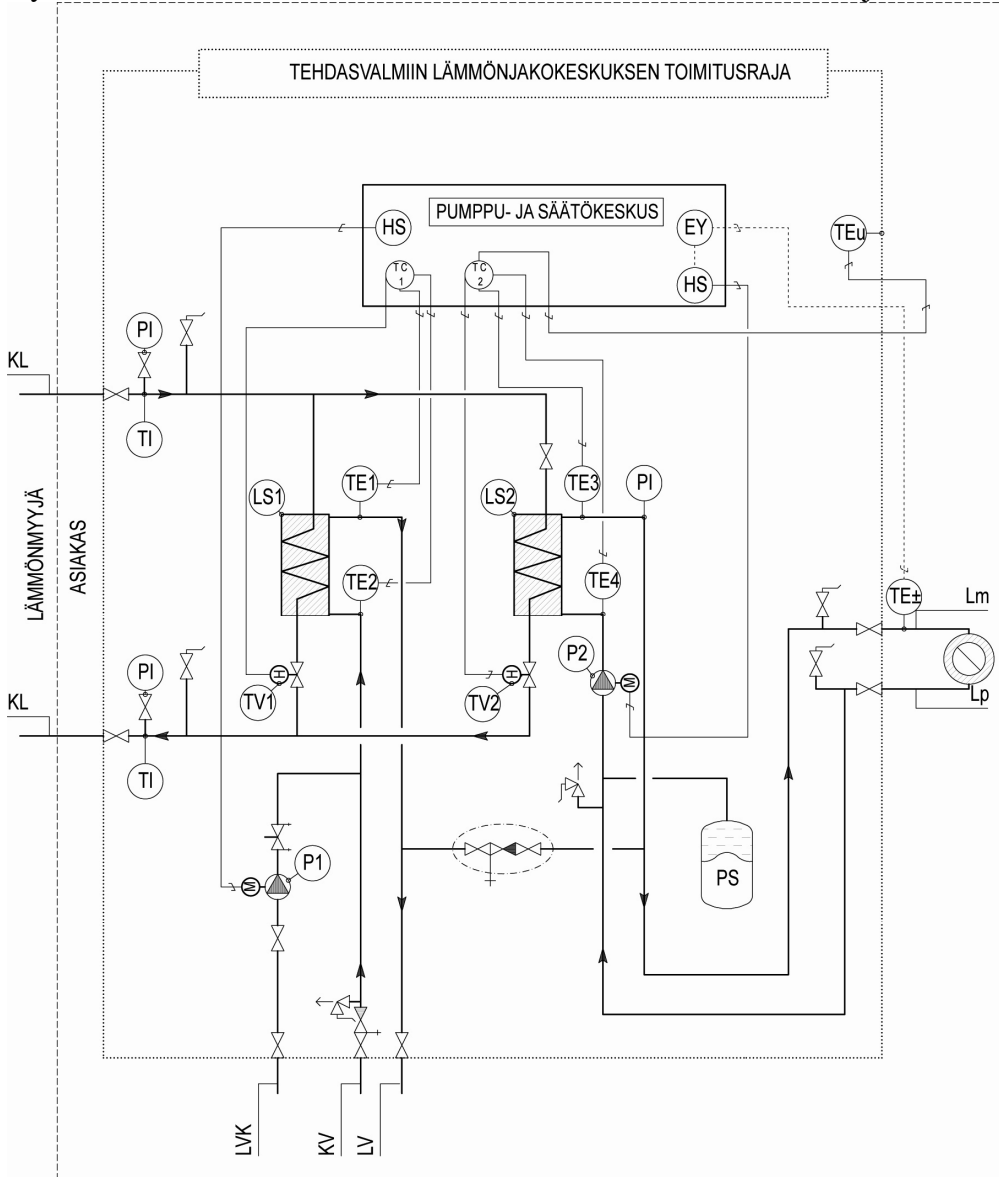 TEHDASVALMIIN LÄMMÖNJAKOKESKUKSEN TOIMITUSRAJA
PUMPPU- JA SÄÄTÖKESKUS
HS
EY
TEu
TC
1
TC
2
HS
PI
KL
TI
LS1
TE1
LS2
TE3
PI
LÄMMÖNMYYJÄ
ASIAKAS
TE2
TE4
TE±
Lm
P2
PI
H
H
M
TV1
TV2
Lp
KL
TI
P1
M
PS
LVK
KV
LV